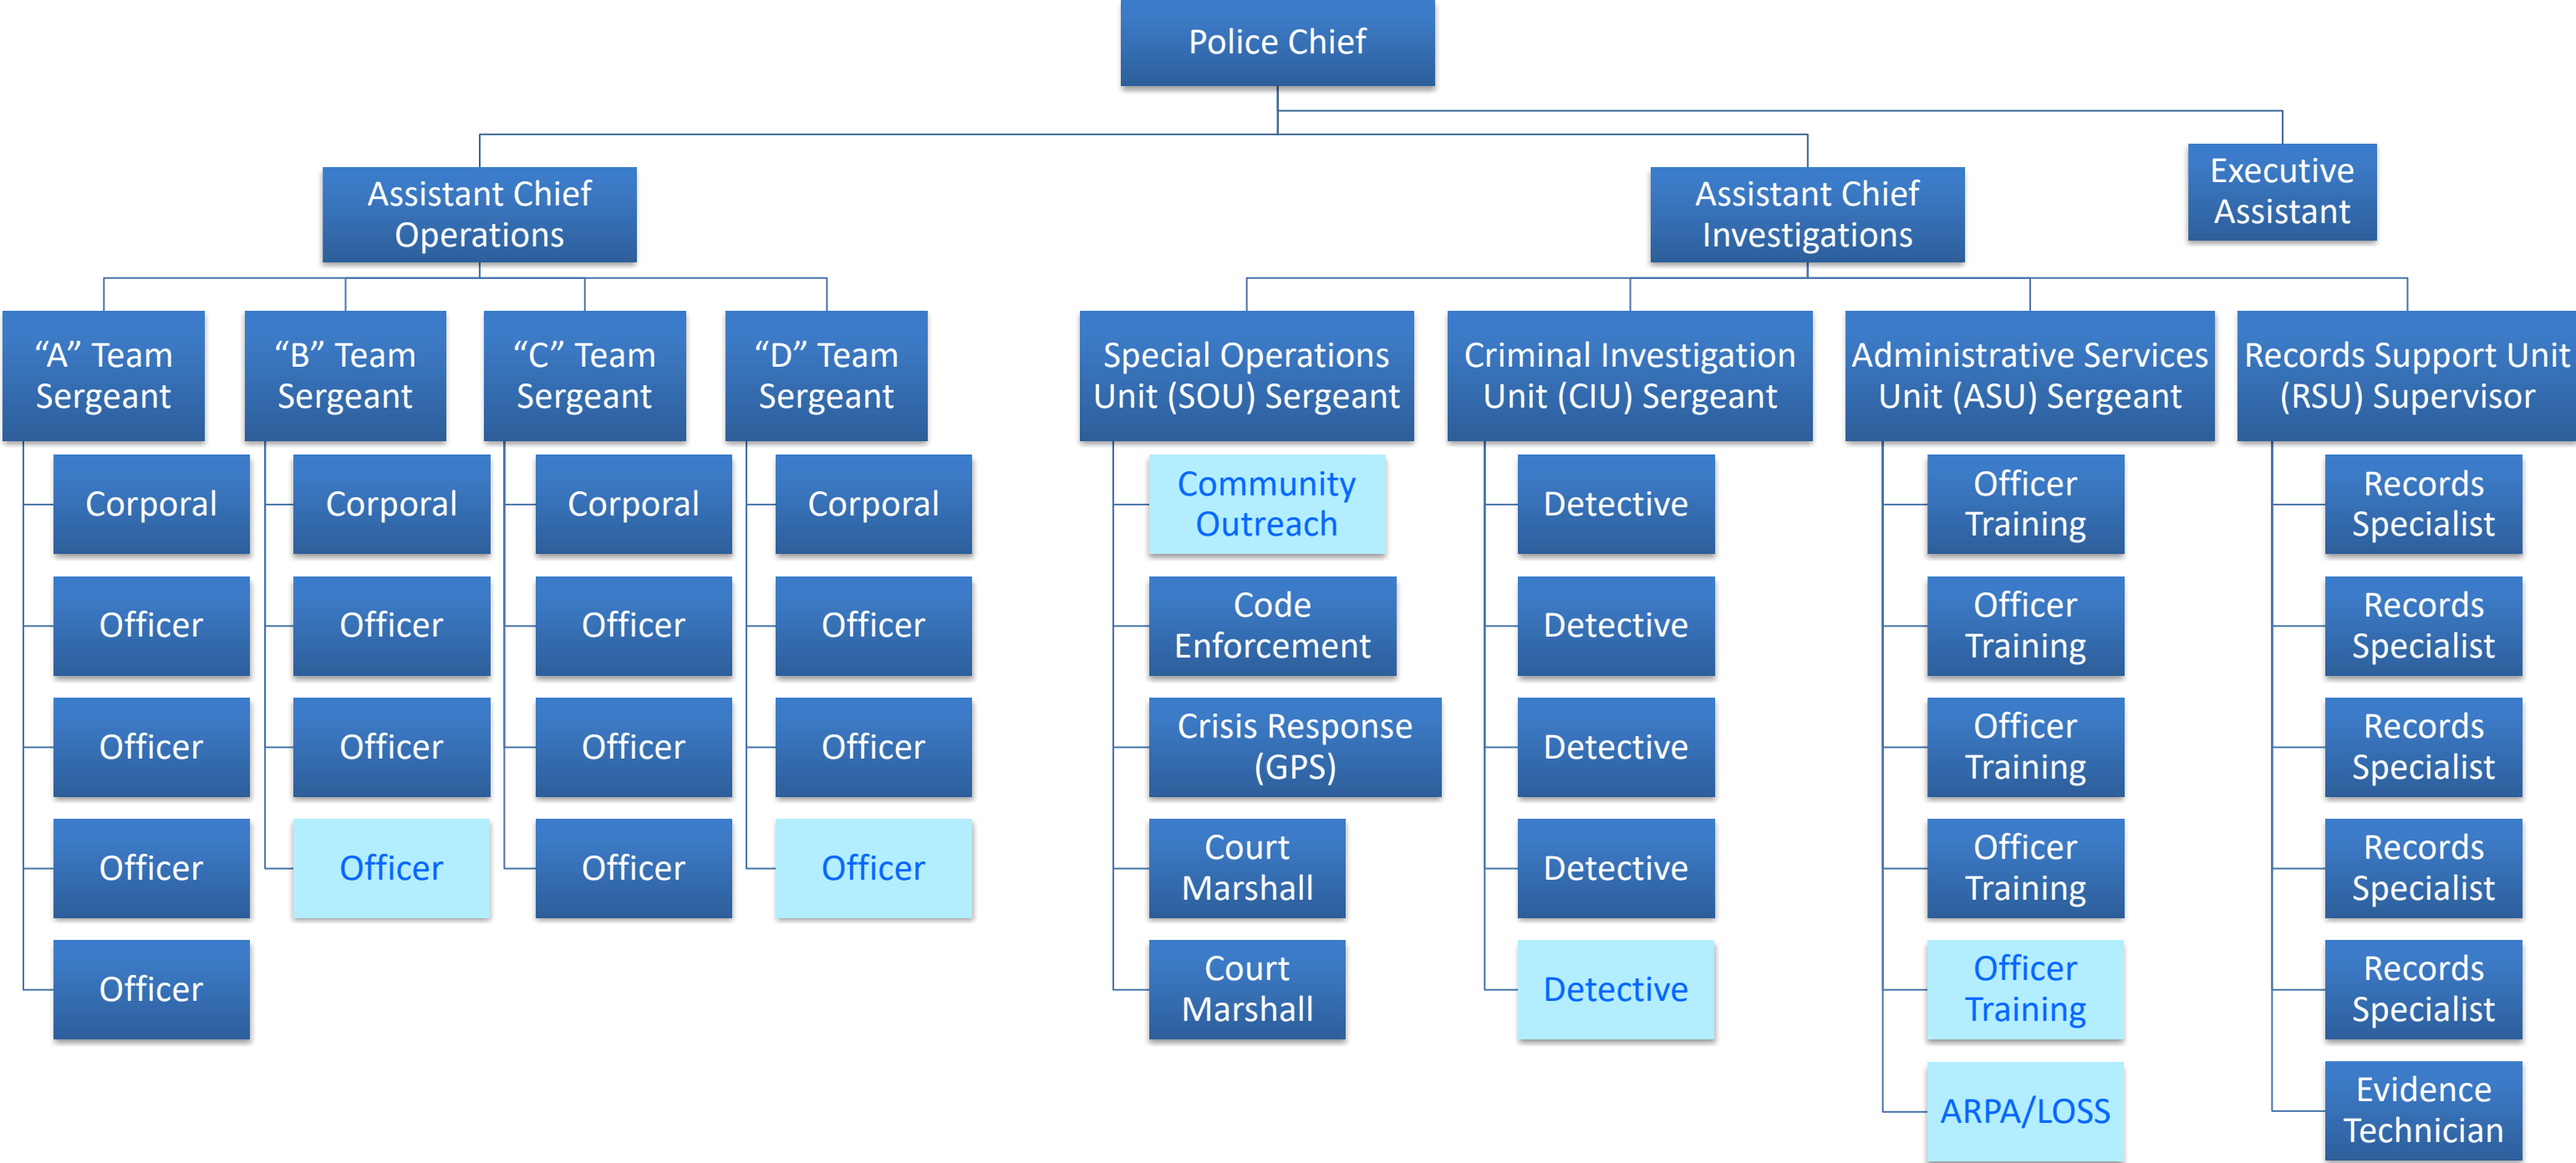 Police Chief
Assistant Chief
Operations
Assistant Chief
Investigations
Executive
Assistant
“A” Team
Sergeant
Corporal
Officer
Officer
Officer
Officer
“B” Team
Sergeant
Corporal
Officer
Officer
Officer
“C” Team
Sergeant
Corporal
Officer
Officer
Officer
“D” Team
Sergeant
Corporal
Officer
Officer
Officer
Special Operations
Unit (SOU) Sergeant
Community
Outreach
Code
Enforcement
Crisis Response
(GPS)
Court
Marshall
Court
Marshall
Criminal Investigation
Unit (CIU) Sergeant
Detective
Detective
Detective
Detective
Detective
Administrative Services
Unit (ASU) Sergeant
Officer
Training
Officer
Training
Officer
Training
Officer
Training
Officer
Training
ARPA/LOSS
Records Support Unit
(RSU) Supervisor
Records
Specialist
Records
Specialist
Records
Specialist
Records
Specialist
Records
Specialist
Evidence
Technician